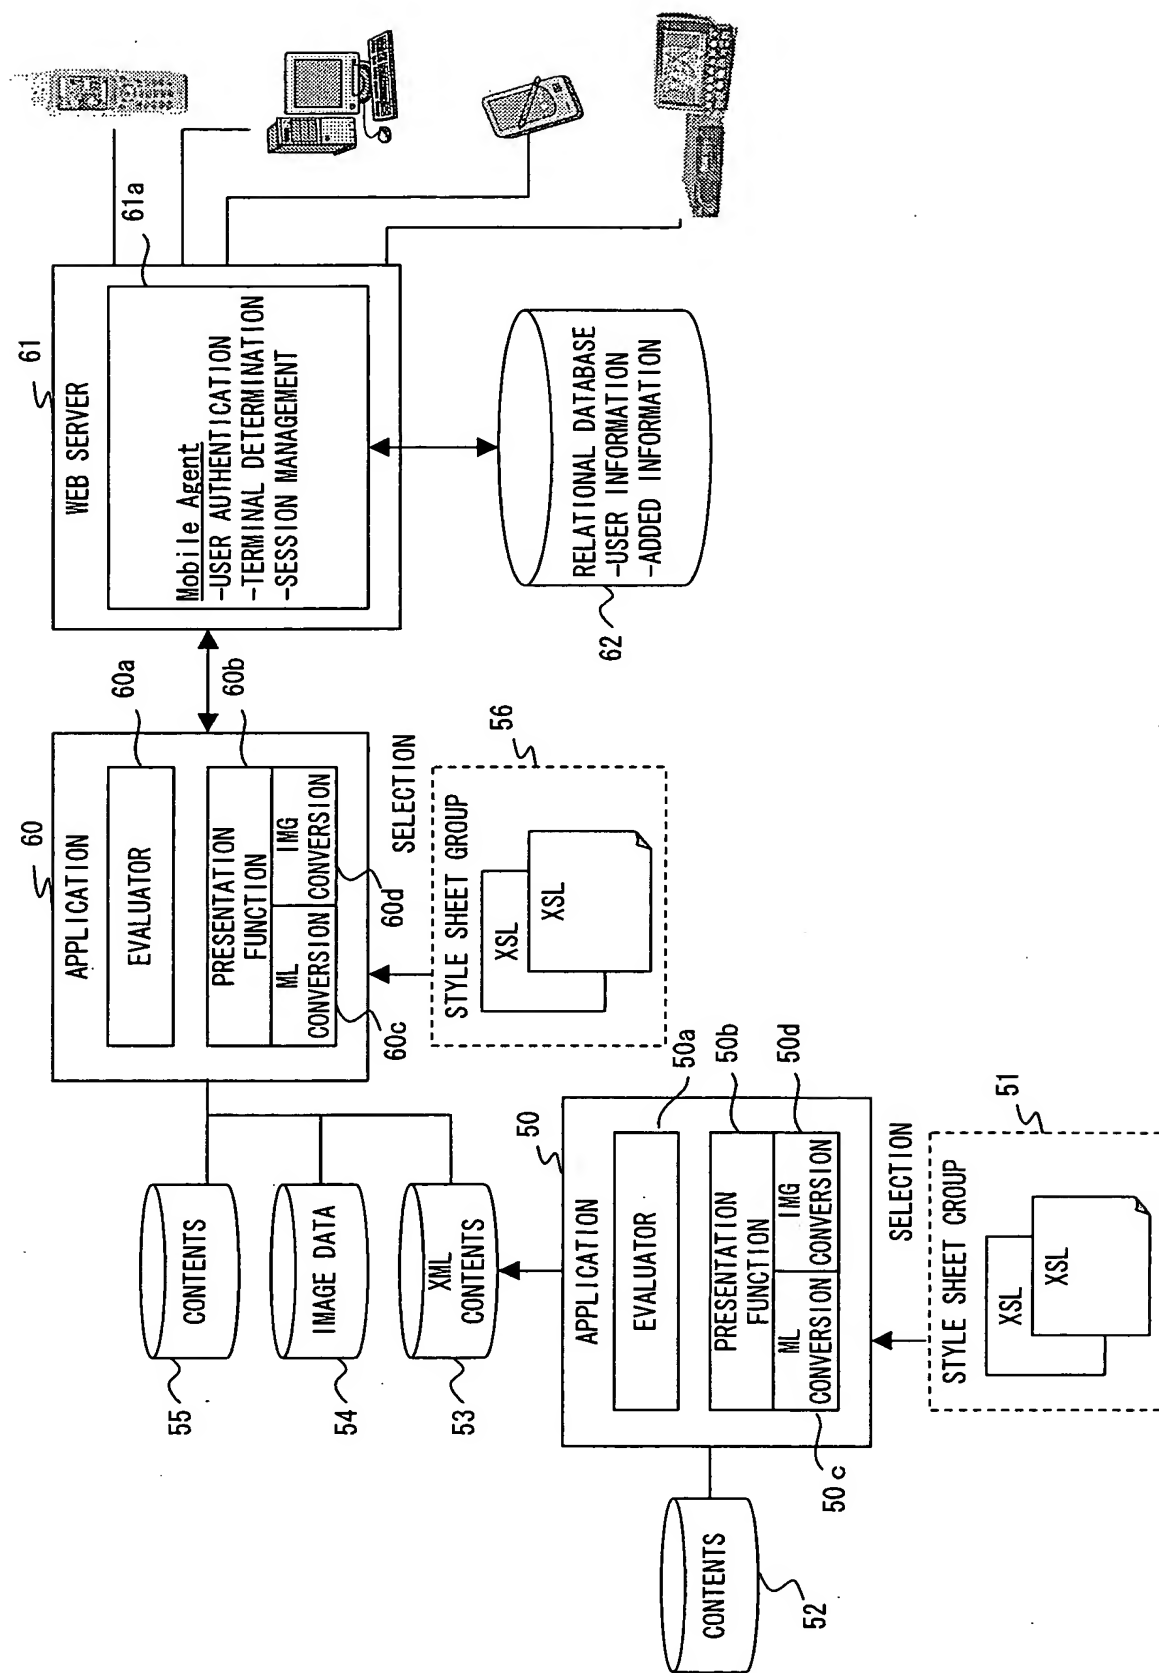 60
APPLICATION
EVALUATOR
60a
PRESENTATION
FUNCTION
60b
ML
CONVERSION
IMG
CONVERSION
60c
60d
SELECTION
56
STYLE SHEET GROUP
XSL
XSL
61
WEB SERVER
61a
Mobile Agent
-USER AUTHENTICATION
-TERMINAL DETERMINATION
-SESSION MANAGEMENT
62
RELATIONAL DATABASE
-USER INFORMATION
-ADDED INFORMATION
55
CONTENTS
54
IMAGE DATA
53
XML
CONTENTS
50
APPLICATION
EVALUATOR
50a
PRESENTATION
FUNCTION
50b
ML
CONVERSION
IMG
CONVERSION
50c
50d
SELECTION
51
STYLE SHEET GROUP
XSL
XSL
CONTENTS
52